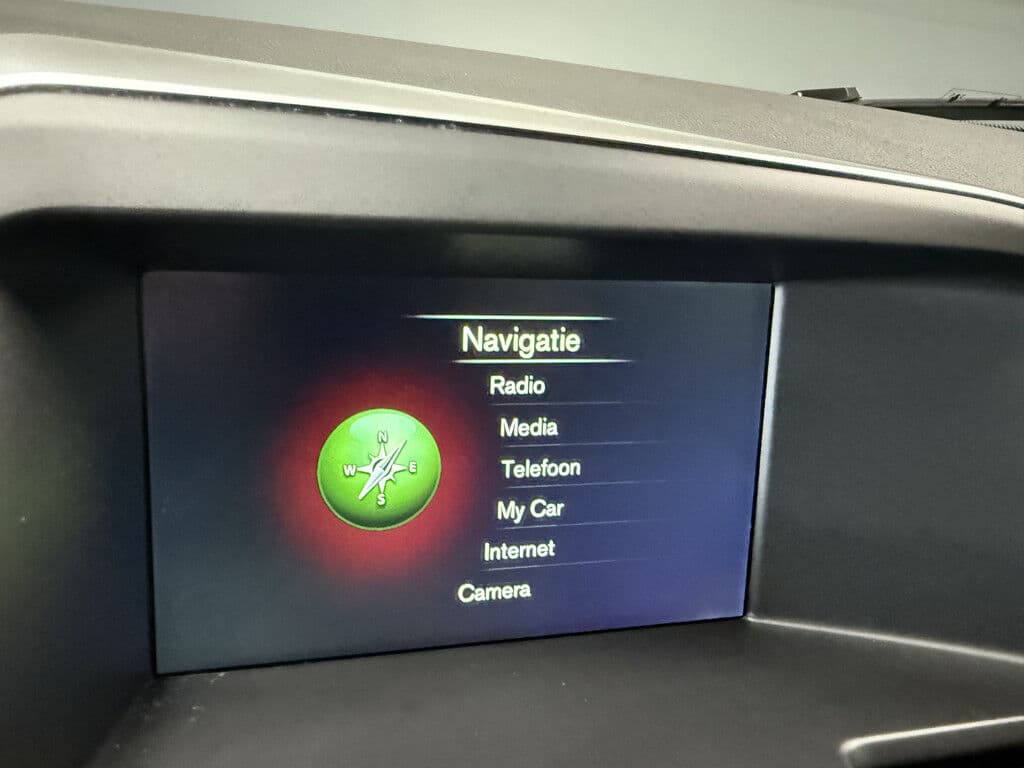 Navigatie
Radio
N
Media
W E
Telefoon
S
My Car
Internet
Camera